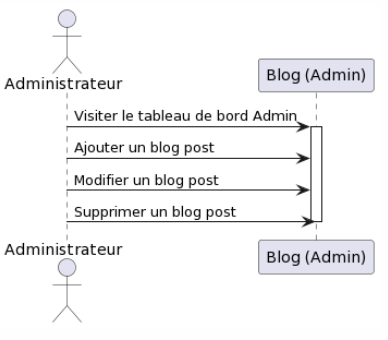 Administrateur
Blog (Admin)
Visiter le tableau de bord Admin
Ajouter un blog post
Modifier un blog post
Supprimer un blog post
Administrateur
Blog (Admin)